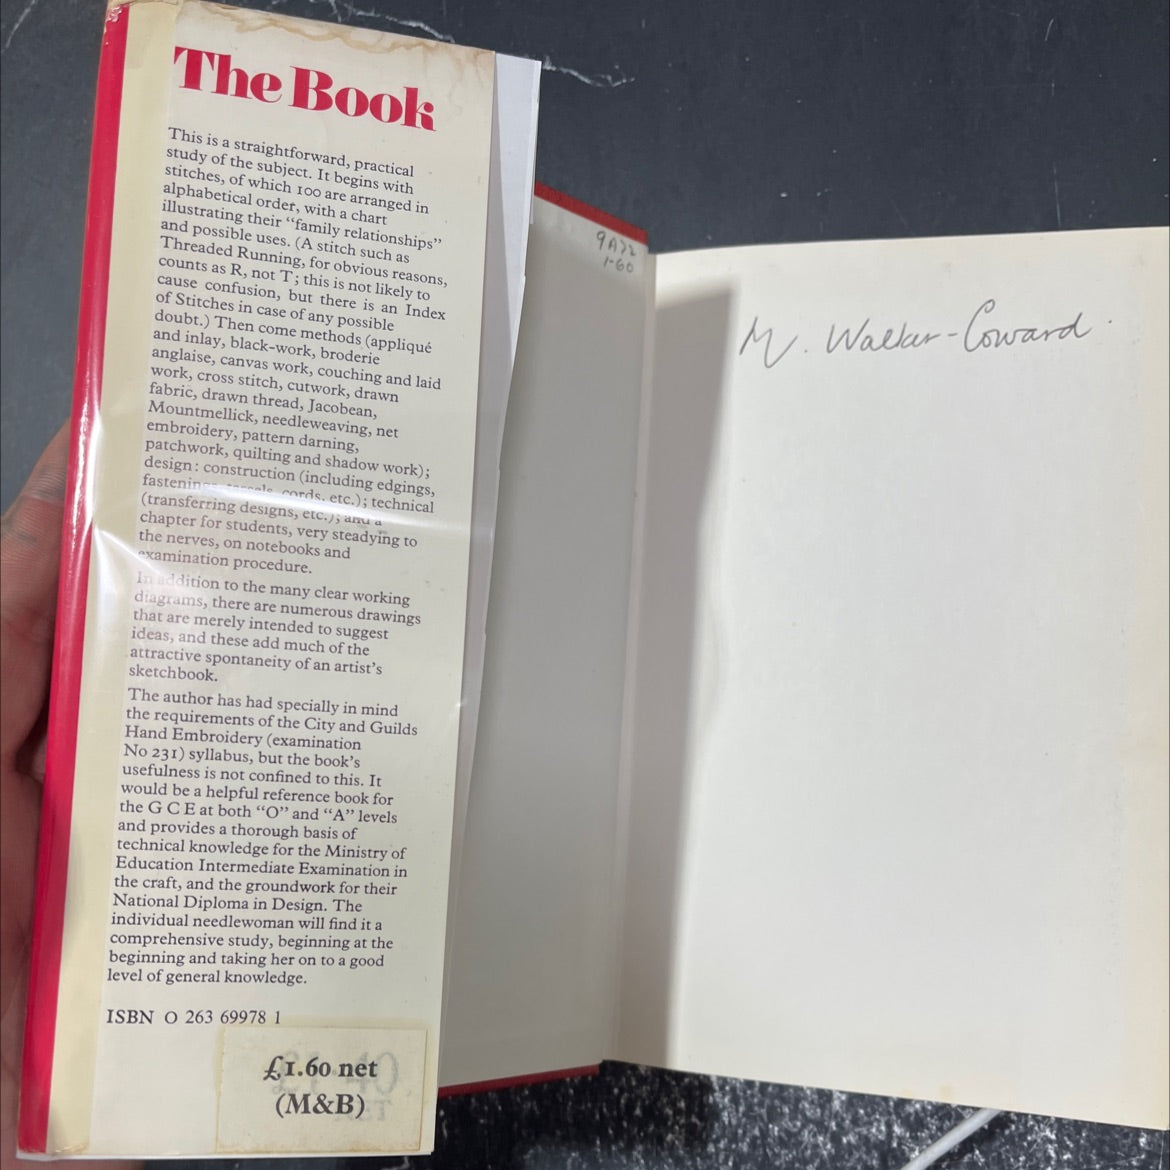 The Book
This is a straightforward, practical
study of the subject. It begins with
stitches, of which 100 are arranged in
alphabetical order, with a chart
illustrating their “family relationships”
and possible uses. (A stitch such as
Threaded Running, for obvious reasons,
counts as R, not T; this is not likely to
cause confusion, but there is an Index
of Stitches in case of any possible
doubt.) Then come methods (appliqué
and inlay, black-work, broderie
anglaise, canvas work, couching and laid
work, cross stitch, cutwork, drawn
fabric, drawn thread, Jacobean,
Mountmellick, needleweaving, net
embroidery, pattern darning,
patchwork, quilting and shadow work);
design: construction (including edgings,
fastenings, tassels, cords, etc.); technical
(transferring designs, etc.); and a
chapter for students, very steadying to
the nerves, on notebooks and
examination procedure.
In addition to the many clear working
diagrams, there are numerous drawings
that are merely intended to suggest
ideas, and these add much of the
attractive spontaneity of an artist’s
sketchbook.
The author has had specially in mind
the requirements of the City and Guilds
Hand Embroidery (examination
No 231) syllabus, but the book’s
usefulness is not confined to this. It
would be a helpful reference book for
the G C E at both “O” and “A” levels
and provides a thorough basis of
technical knowledge for the Ministry of
Education Intermediate Examination in
the craft, and the groundwork for their
National Diploma in Design. The
individual needlewoman will find it a
comprehensive study, beginning at the
beginning and taking her on to a good
level of general knowledge.
ISBN 0 263 69978 1
£1.60 net
(M&B)
1·60
M. Walker-Coward.